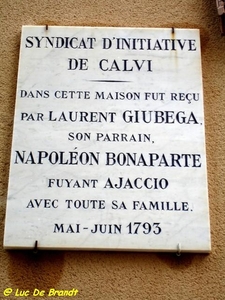 SYNDICAT D'INITIATIVE
DE CALVI
DANS CETTE MAISON FUT REÇU
PAR LAURENT GIUBEGA,
SON PARRAIN,
NAPOLÉON BONAPARTE
FUYANT AJACCIO
AVEC TOUTE SA FAMILLE.
MAI-JUIN 1793
© Luc De Brandt